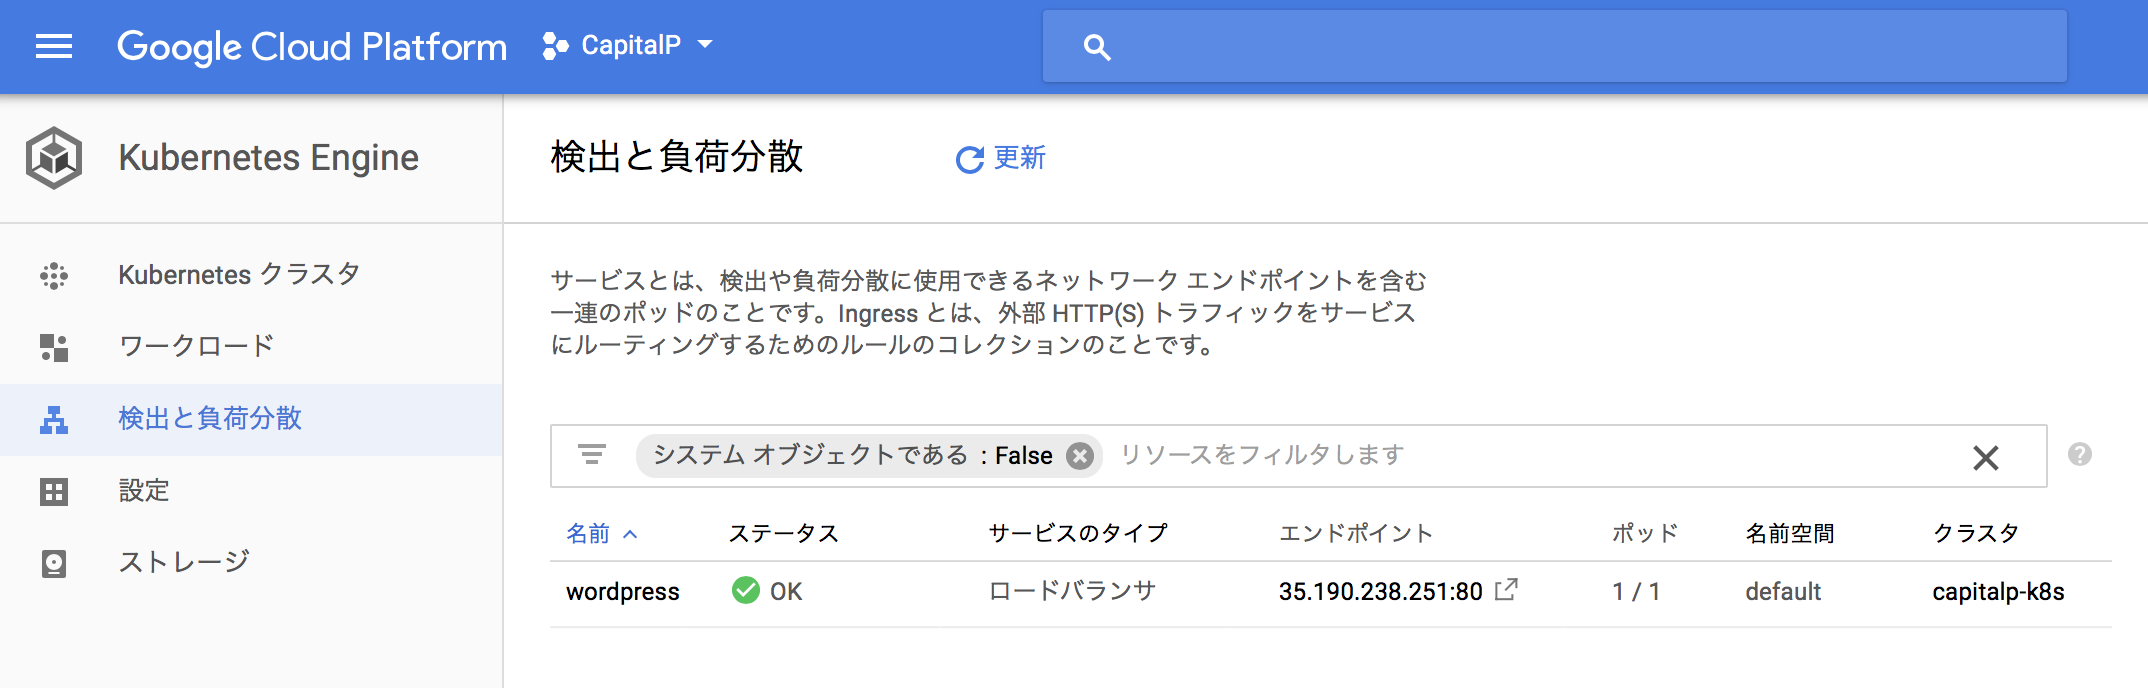 Google Cloud Platform CapitalP
Kubernetes Engine
検出と負荷分散 更新
Kubernetes クラスタ
ワークロード
検出と負荷分散
設定
ストレージ
サービスとは、検出や負荷分散に使用できるネットワーク エンドポイントを含む
一連のポッドのことです。Ingress とは、外部 HTTP(S) トラフィックをサービス
にルーティングするためのルールのコレクションのことです。
システム オブジェクトである : False リソースをフィルタします
名前 ステータス サービスのタイプ エンドポイント ポッド 名前空間 クラスタ
wordpress OK ロードバランサ 35.190.238.251:80 1 / 1 default capitalp-k8s